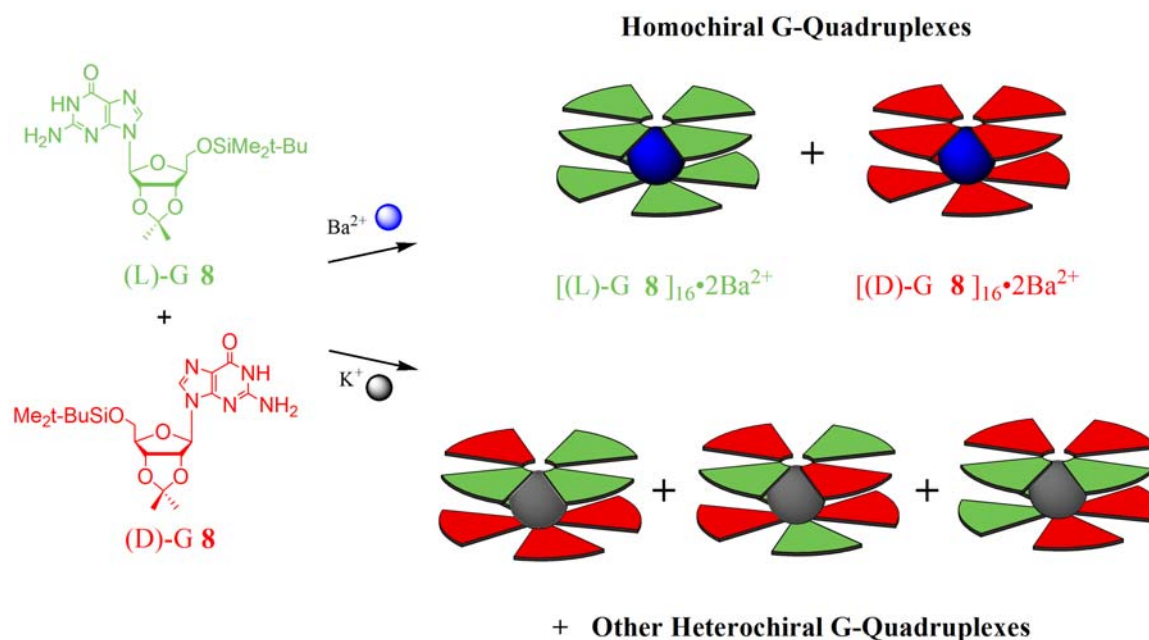 Homochiral G-Quadruplexes
O
NH
N
N
N
H₂N
N
O
OSiMe₂t-Bu
O
O
(L)-G 8
+
Ba²⁺
+
[(L)-G 8 ]₁₆•2Ba²⁺
[(D)-G 8 ]₁₆•2Ba²⁺
K⁺
O
N
NH
N
N
NH₂
Me₂t-BuSiO
O
O
O
(D)-G 8
+
+
+ Other Heterochiral G-Quadruplexes